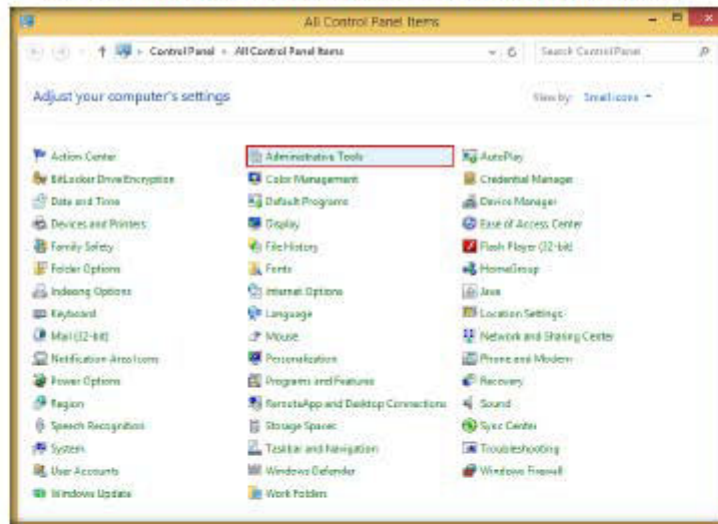 All Control Panel Items
Control Panel All Control Panel Items Search Control Panel
Adjust your computer's settings View by: Small icons
Action Center Administrative Tools AutoPlay
BitLocker Drive Encryption Color Management Credential Manager
Date and Time Default Programs Device Manager
Devices and Printers Display Ease of Access Center
Family Safety File History Flash Player (32-bit)
Folder Options Fonts HomeGroup
Indexing Options Internet Options Java
Keyboard Language Location Settings
Mail (32-bit) Mouse Network and Sharing Center
Notification Area Icons Personalization Phone and Modem
Power Options Programs and Features Recovery
Region RemoteApp and Desktop Connections Sound
Speech Recognition Storage Spaces Sync Center
System Taskbar and Navigation Troubleshooting
User Accounts Windows Defender Windows Firewall
Windows Update Work Folders